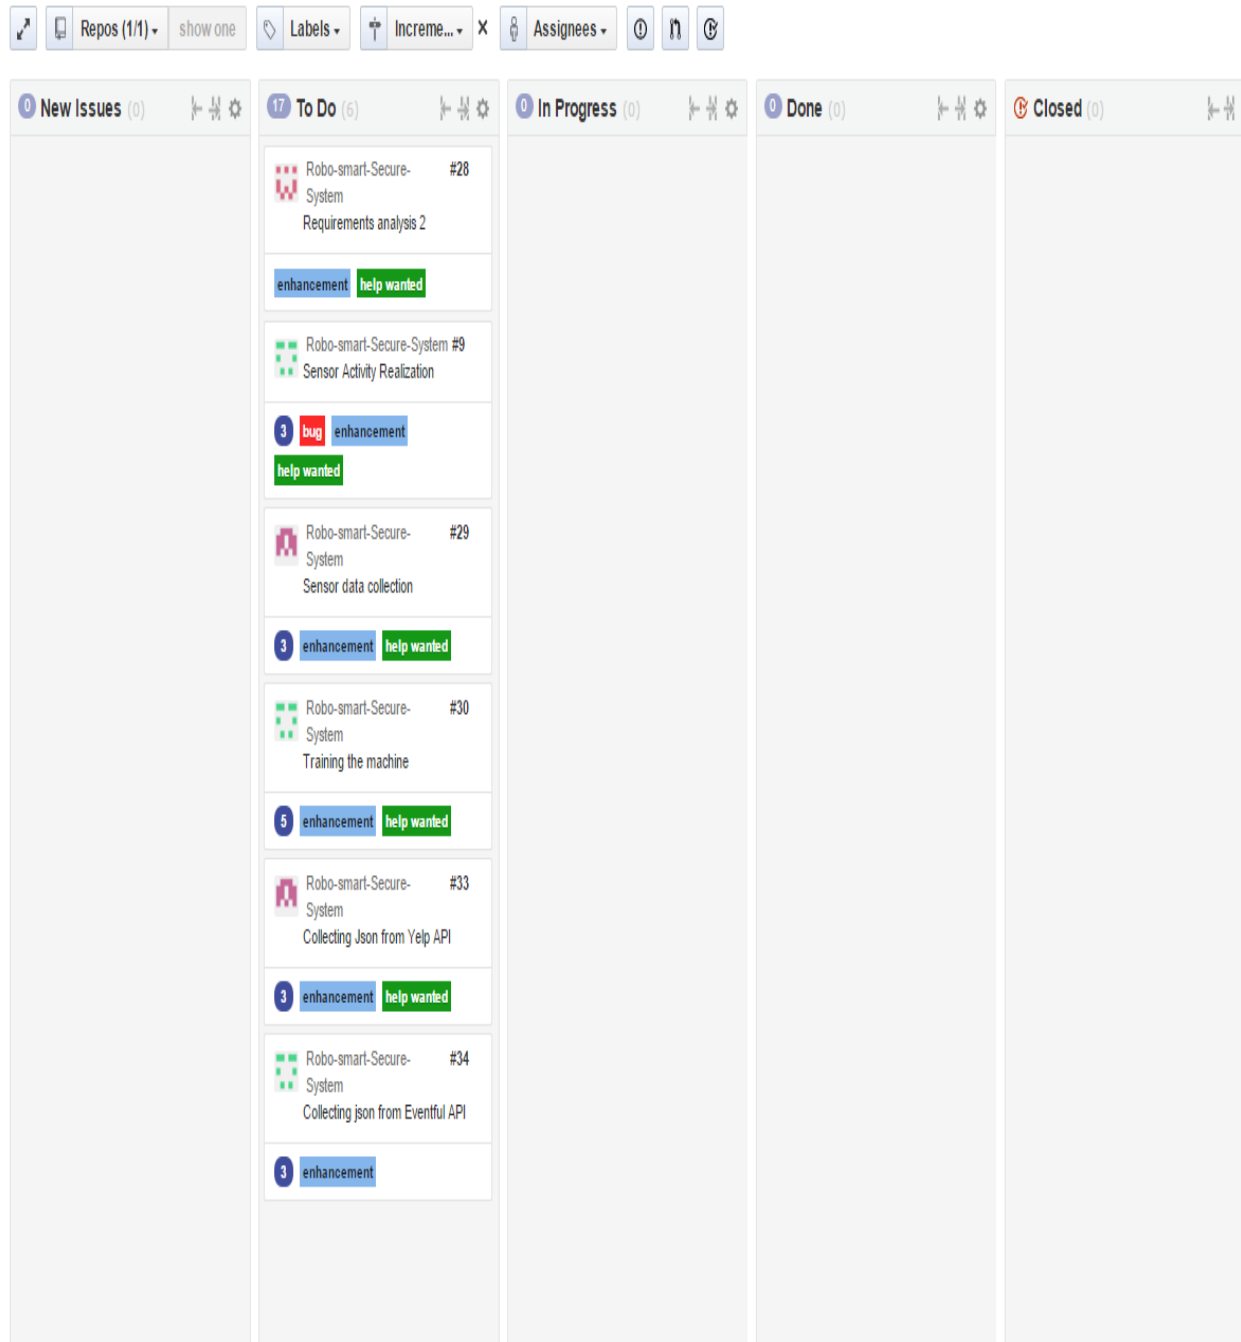 Repos (1/1) show one Labels Increme... × Assignees
0 New Issues (0)
17 To Do (6)
0 In Progress (0)
0 Done (0)
Closed (0)
Robo-smart-Secure- #28
System
Requirements analysis 2
enhancement help wanted
Robo-smart-Secure-System #9
Sensor Activity Realization
3 bug enhancement
help wanted
Robo-smart-Secure- #29
System
Sensor data collection
3 enhancement help wanted
Robo-smart-Secure- #30
System
Training the machine
5 enhancement help wanted
Robo-smart-Secure- #33
System
Collecting Json from Yelp API
3 enhancement help wanted
Robo-smart-Secure- #34
System
Collecting json from Eventful API
3 enhancement